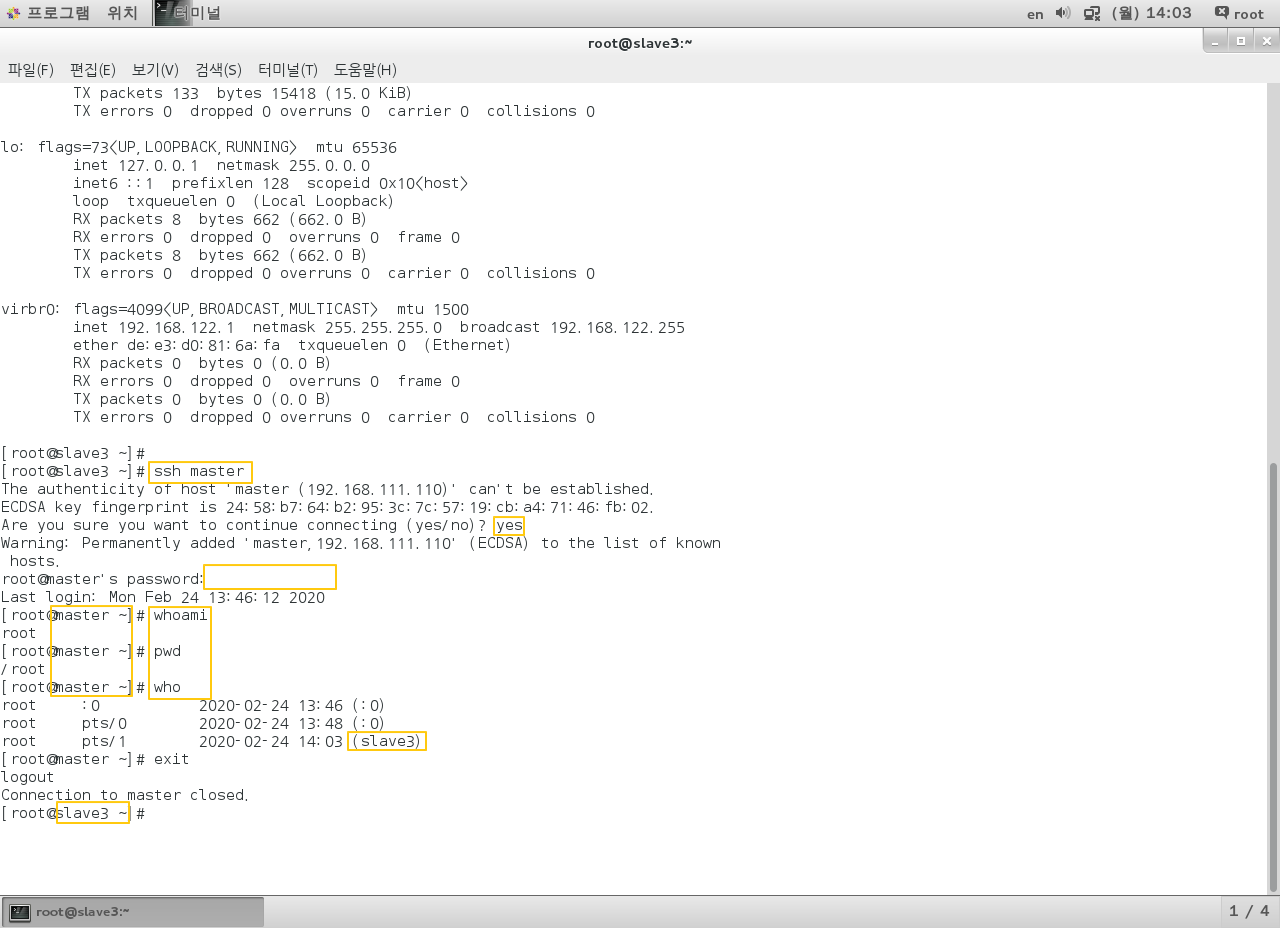 프로그램 위치 터미널 en (월) 14:03 root
root@slave3:~
파일(F) 편집(E) 보기(V) 검색(S) 터미널(T) 도움말(H)
TX packets 133 bytes 15418 (15.0 KiB)
TX errors 0 dropped 0 overruns 0 carrier 0 collisions 0
lo: flags=73<UP,LOOPBACK,RUNNING> mtu 65536
inet 127.0.0.1 netmask 255.0.0.0
inet6 ::1 prefixlen 128 scopeid 0x10<host>
loop txqueuelen 0 (Local Loopback)
RX packets 8 bytes 662 (662.0 B)
RX errors 0 dropped 0 overruns 0 frame 0
TX packets 8 bytes 662 (662.0 B)
TX errors 0 dropped 0 overruns 0 carrier 0 collisions 0
virbr0: flags=4099<UP,BROADCAST,MULTICAST> mtu 1500
inet 192.168.122.1 netmask 255.255.255.0 broadcast 192.168.122.255
ether de:e3:d0:81:6a:fa txqueuelen 0 (Ethernet)
RX packets 0 bytes 0 (0.0 B)
RX errors 0 dropped 0 overruns 0 frame 0
TX packets 0 bytes 0 (0.0 B)
TX errors 0 dropped 0 overruns 0 carrier 0 collisions 0
[root@slave3 ~]#
[root@slave3 ~]# ssh master
The authenticity of host 'master (192.168.111.110)' can't be established.
ECDSA key fingerprint is 24:58:b7:64:b2:95:3c:7c:57:19:cb:a4:71:46:fb:02.
Are you sure you want to continue connecting (yes/no)? yes
Warning: Permanently added 'master,192.168.111.110' (ECDSA) to the list of known
hosts.
root@master's password:
Last login: Mon Feb 24 13:46:12 2020
[root@master ~]# whoami
root
[root@master ~]# pwd
/root
[root@master ~]# who
root :0 2020-02-24 13:46 (:0)
root pts/0 2020-02-24 13:48 (:0)
root pts/1 2020-02-24 14:03 (slave3)
[root@master ~]# exit
logout
Connection to master closed.
[root@slave3 ~]#
root@slave3:~ 1 / 4